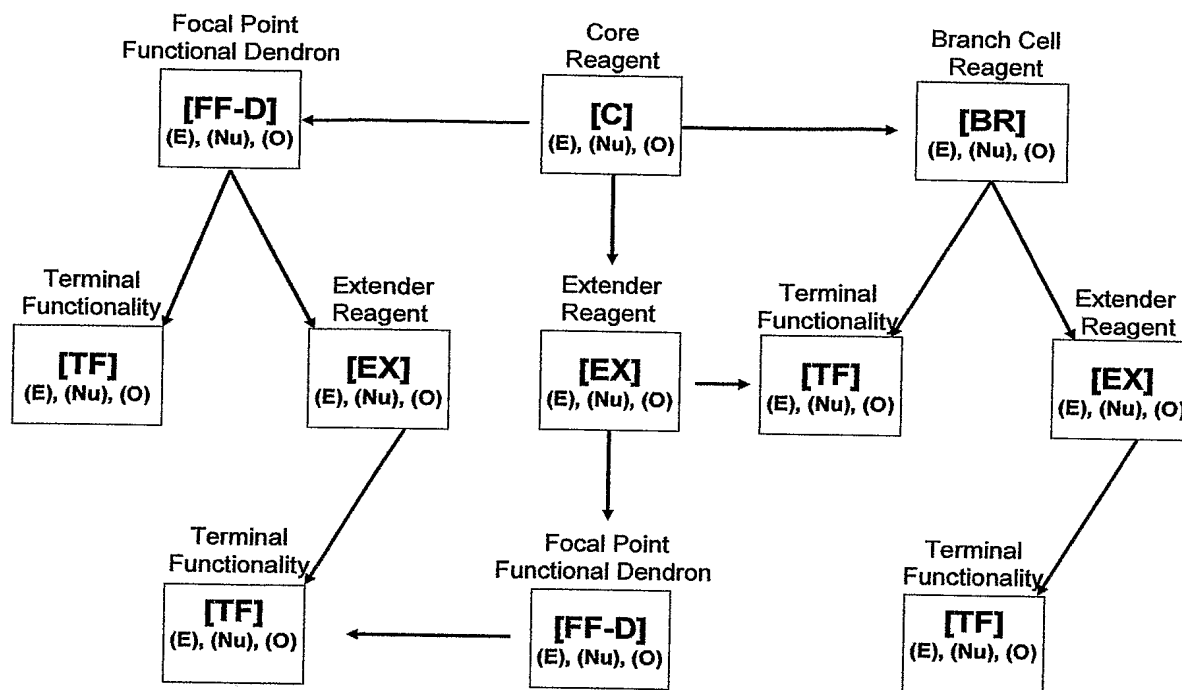 Focal Point
Functional Dendron
[FF-D]
(E), (Nu), (O)
Core
Reagent
[C]
(E), (Nu), (O)
Branch Cell
Reagent
[BR]
(E), (Nu), (O)
Terminal
Functionality
[TF]
(E), (Nu), (O)
Extender
Reagent
[EX]
(E), (Nu), (O)
Extender
Reagent
[EX]
(E), (Nu), (O)
Terminal
Functionality
[TF]
(E), (Nu), (O)
Extender
Reagent
[EX]
(E), (Nu), (O)
Terminal
Functionality
[TF]
(E), (Nu), (O)
Focal Point
Functional Dendron
[FF-D]
(E), (Nu), (O)
Terminal
Functionality
[TF]
(E), (Nu), (O)